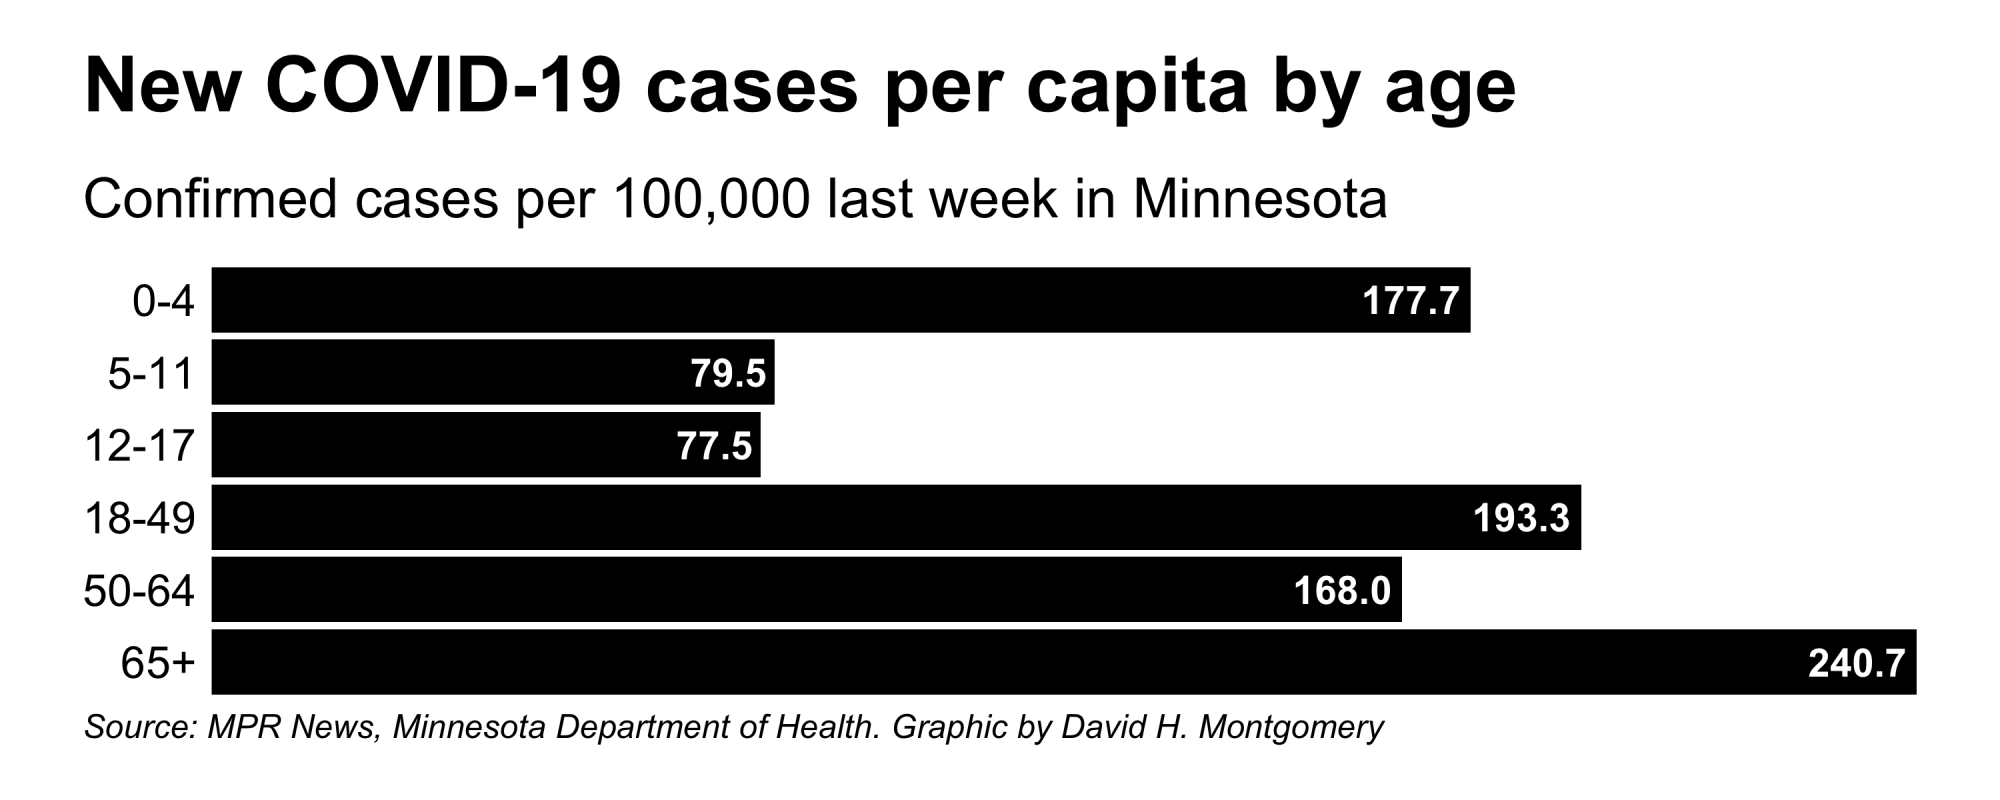 New COVID-19 cases per capita by age
Confirmed cases per 100,000 last week in Minnesota
0-4 177.7
5-11 79.5
12-17 77.5
18-49 193.3
50-64 168.0
65+ 240.7
Source: MPR News, Minnesota Department of Health. Graphic by David H. Montgomery